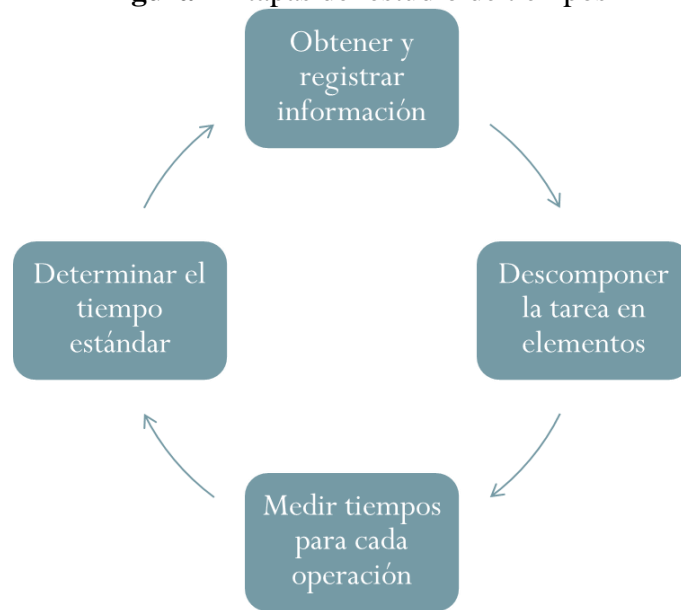 Obtener y
registrar
información
Descomponer
la tarea en
elementos
Medir tiempos
para cada
operación
Determinar el
tiempo
estándar